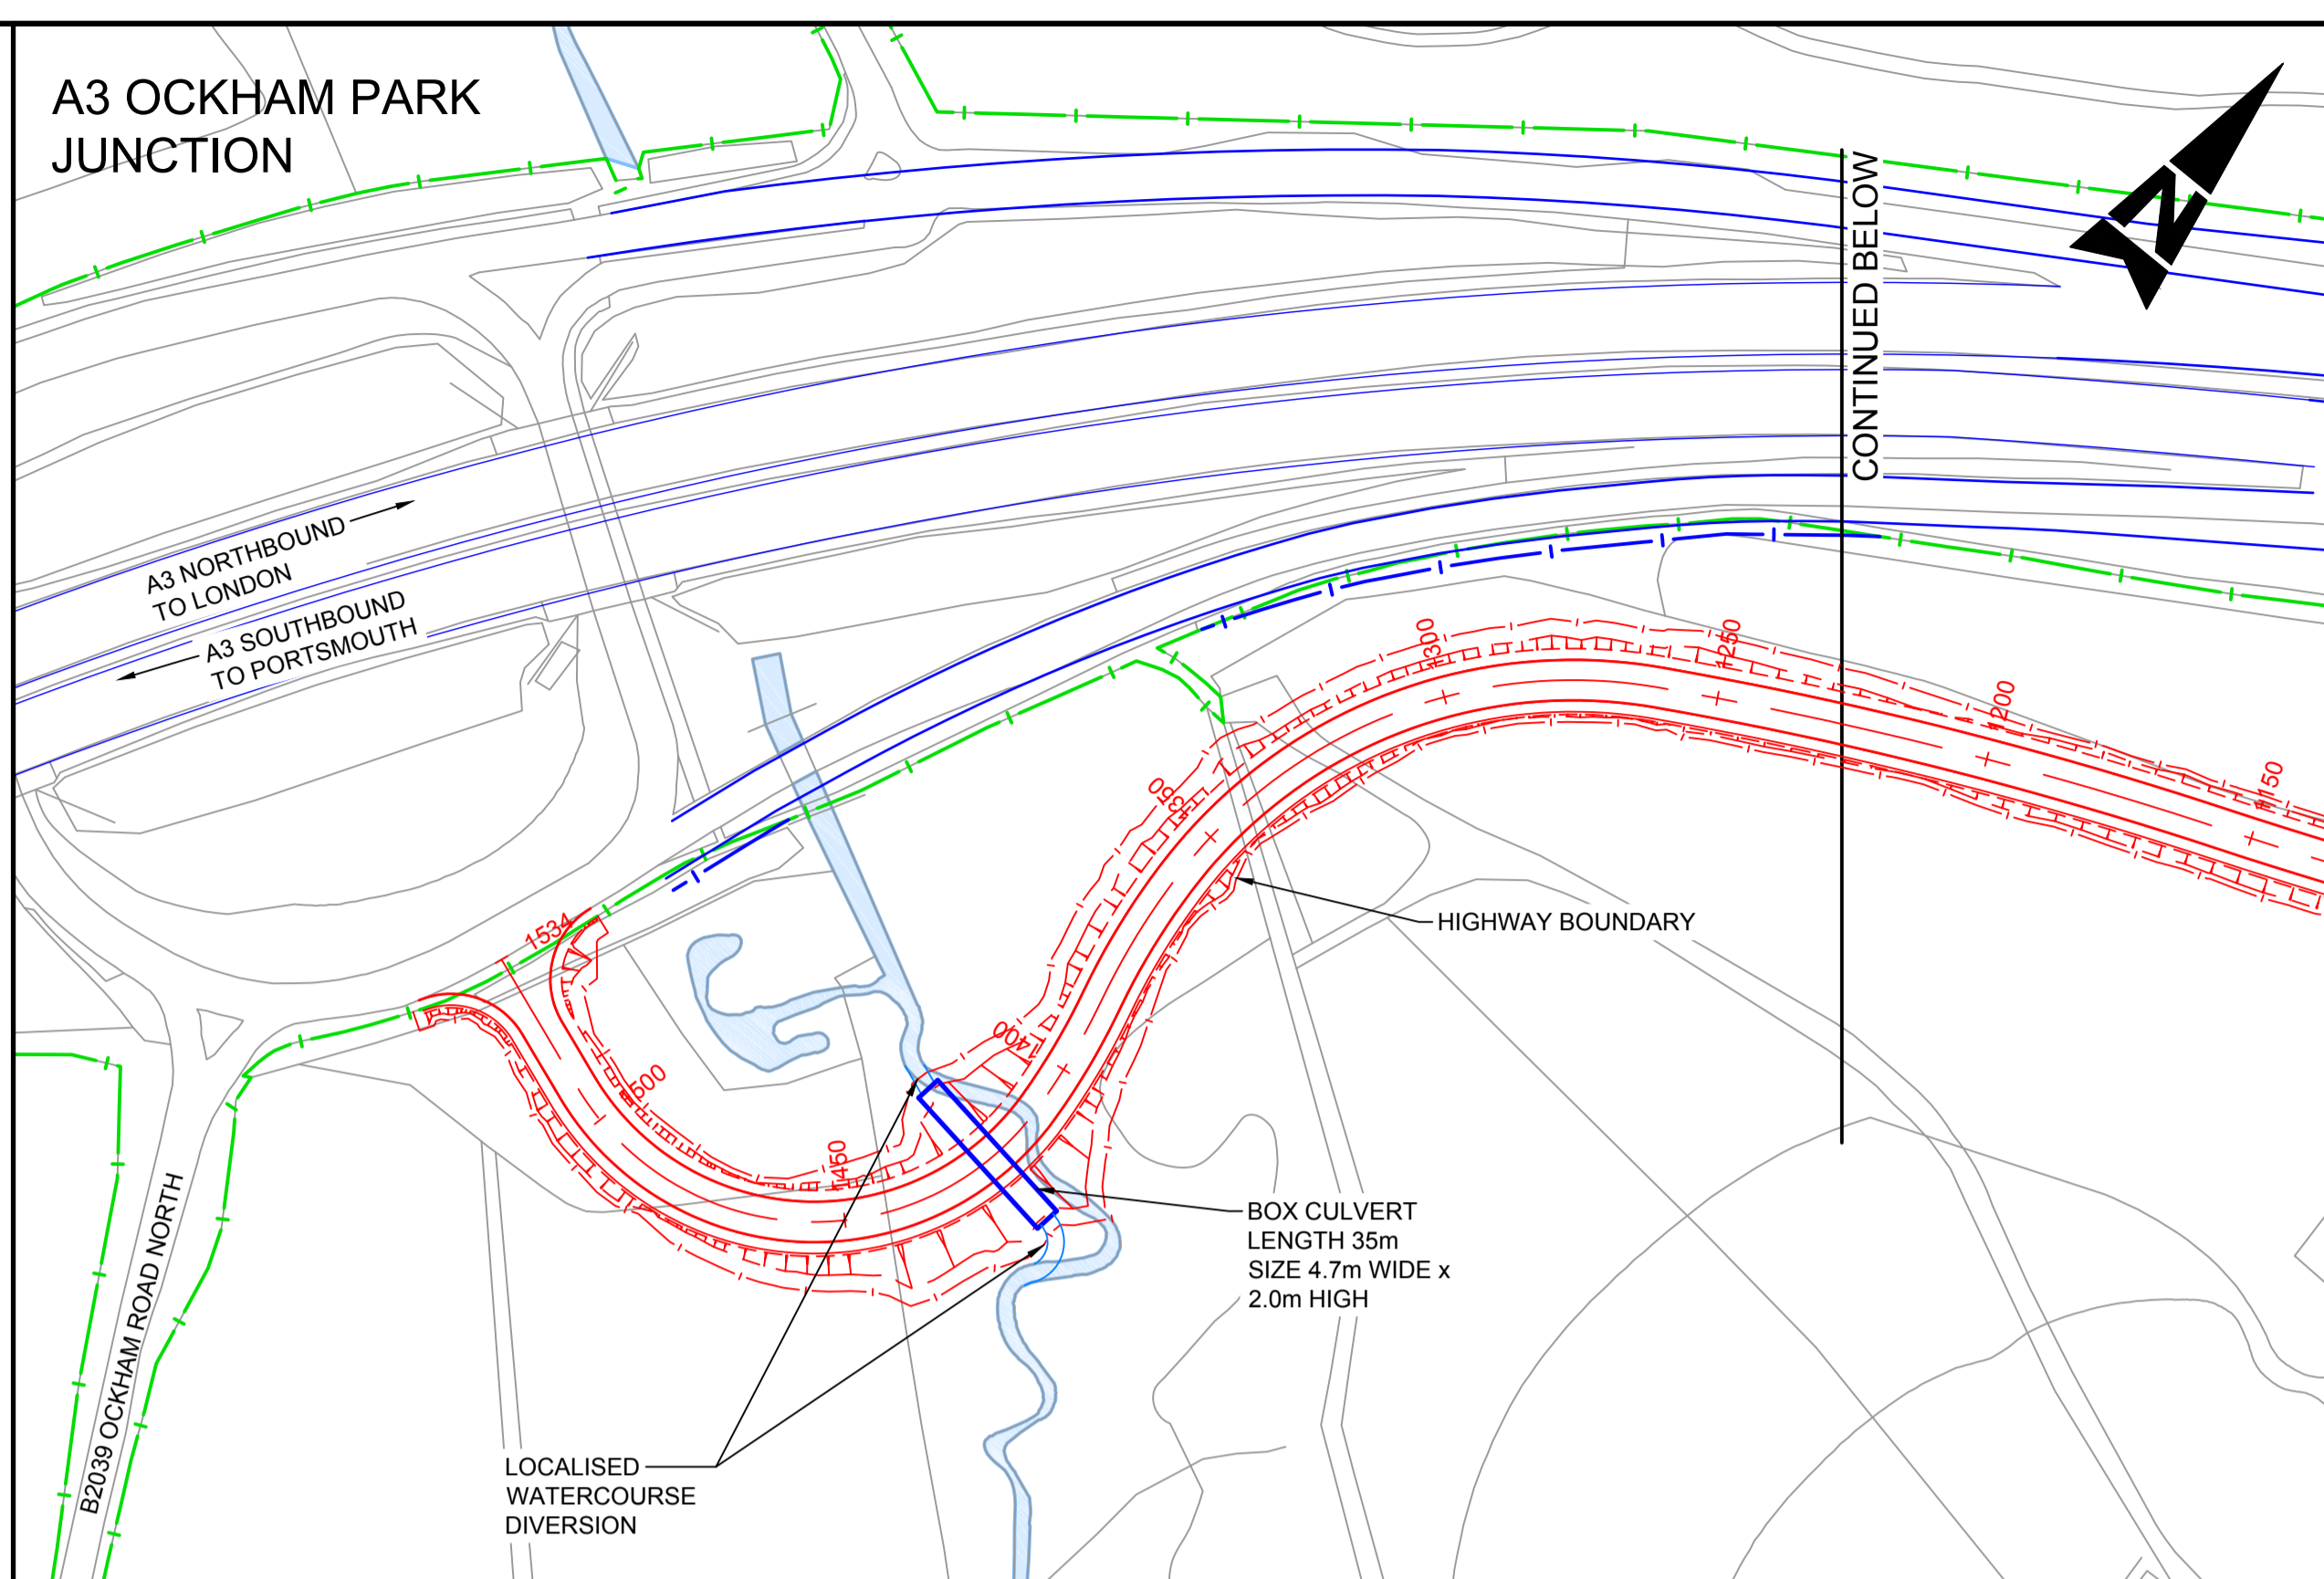 A3 OCKHAM PARK
JUNCTION
N
CONTINUED BELOW
A3 NORTHBOUND
TO LONDON
A3 SOUTHBOUND
TO PORTSMOUTH
1300
1250
1200
1150
1350
HIGHWAY BOUNDARY
1534
1400
1500
1450
BOX CULVERT
LENGTH 35m
SIZE 4.7m WIDE x
2.0m HIGH
B2039 OCKHAM ROAD NORTH
LOCALISED
WATERCOURSE
DIVERSION